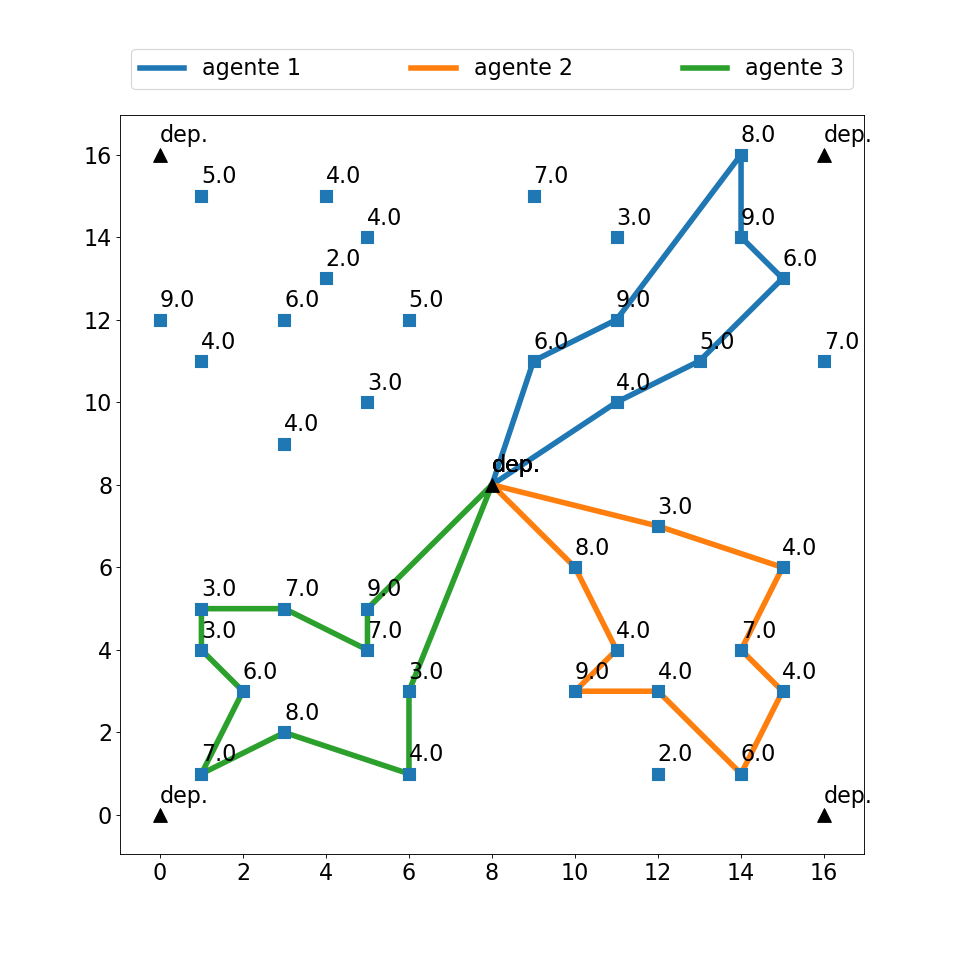 agente 1 agente 2 agente 3
8.0
dep. dep.
16
5.0 4.0 7.0
4.0 3.0 9.0
14
2.0 6.0
9.0 6.0 5.0 9.0
12
4.0 6.0 5.0 7.0
3.0 4.0
10
4.0
dep.
8
3.0
8.0 4.0
6
3.0 7.0 9.0
3.0 7.0 4.0 7.0
4
6.0 3.0 9.0 4.0 4.0
8.0
2
7.0 4.0 2.0 6.0
dep. dep.
0
0 2 4 6 8 10 12 14 16